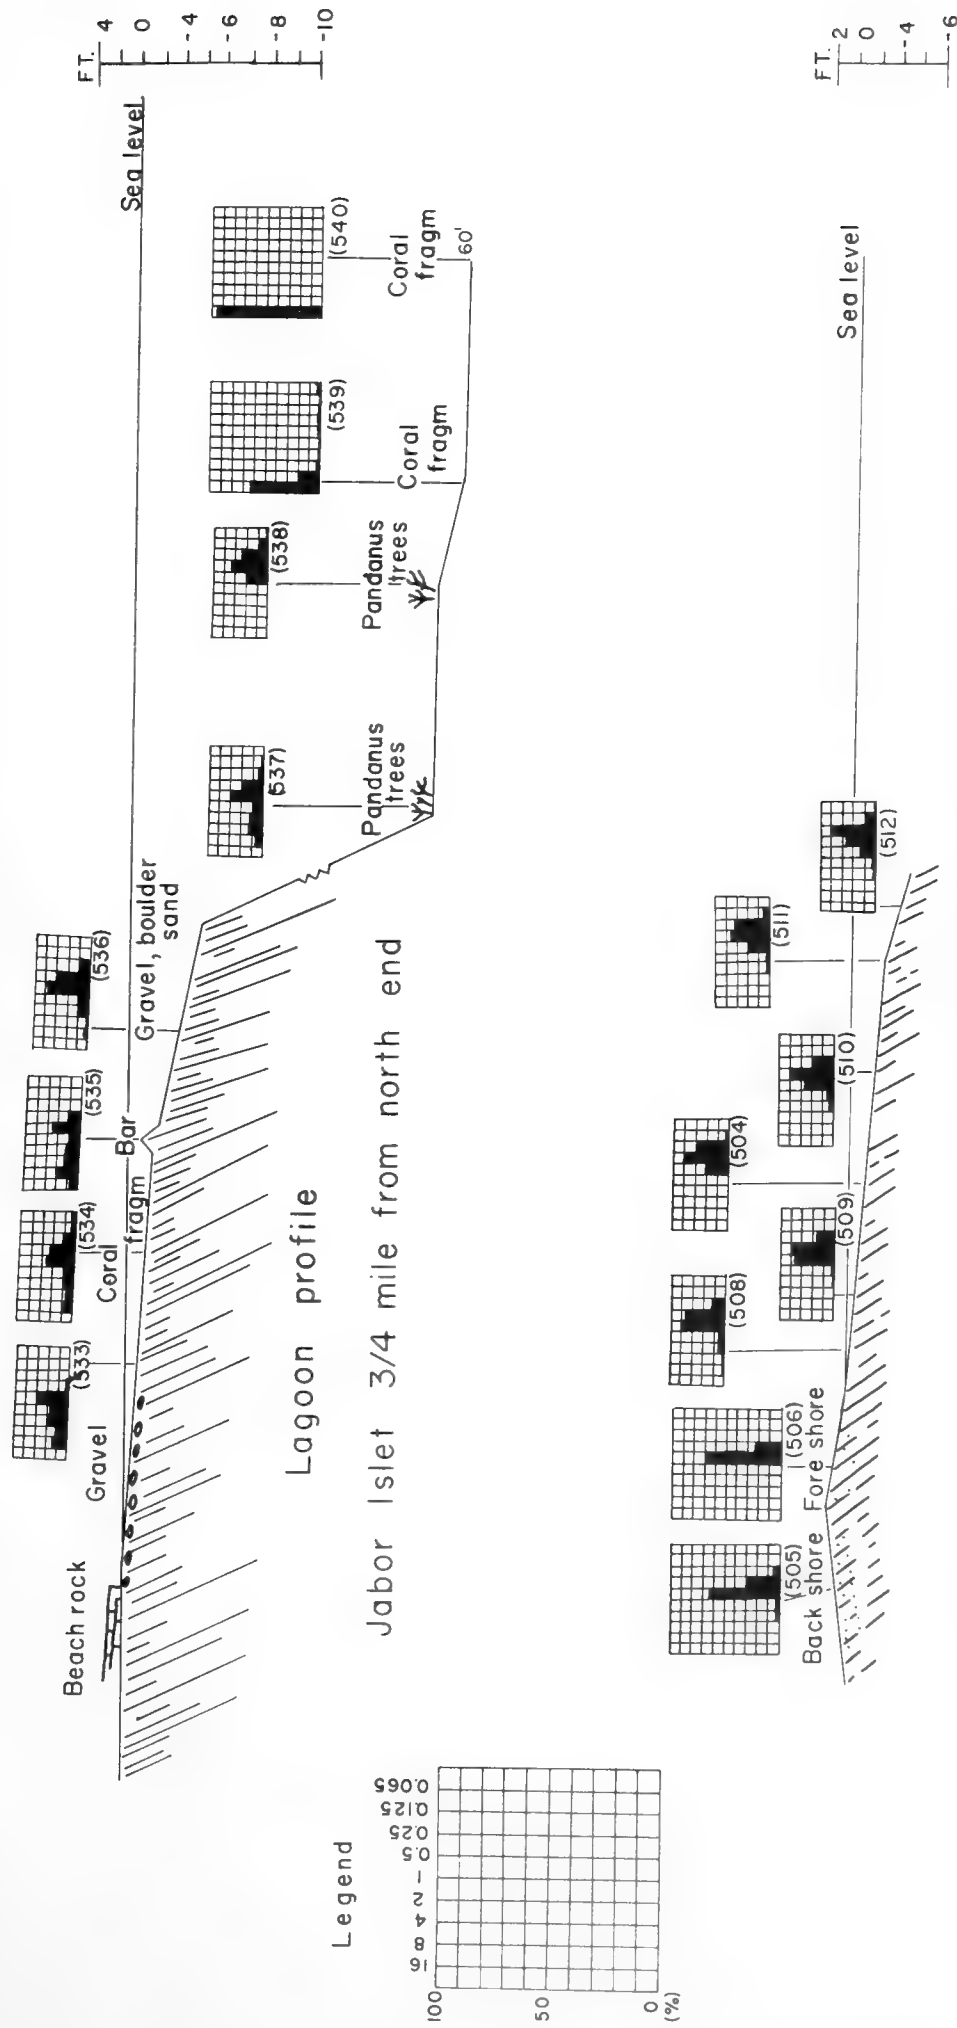 FT.
4
0
-4
-6
-8
-10
Sea level
(533)
(534)
(535)
(536)
(537)
(538)
(539)
(540)
Beach rock
Gravel
Coral
fragm
Bar
Gravel, boulder
sand
Pandanus
trees
Pandanus
trees
Coral
fragm
Coral
fragm
60'
Lagoon profile
Jabor Islet 3/4 mile from north end
FT.
2
0
-4
-6
Sea level
(505)
(506)
(508)
(509)
(504)
(510)
(511)
(512)
Back shore
Fore shore
Legend
16
8
4
2
1
0.5
0.25
0.125
0.065
100
50
0
(%)